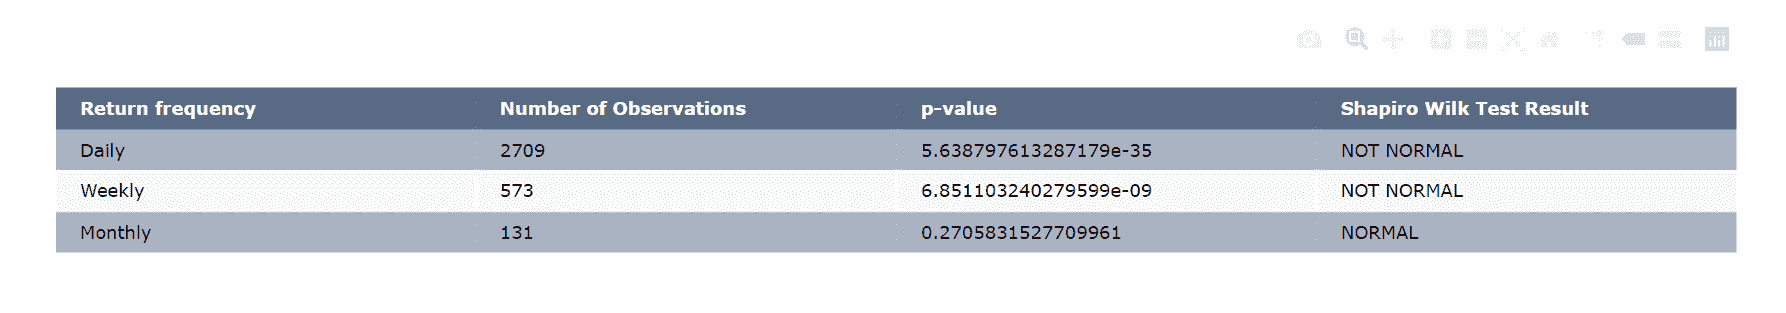 Return frequency Number of Observations p-value Shapiro Wilk Test Result
Daily 2709 5.638797613287179e-35 NOT NORMAL
Weekly 573 6.851103240279599e-09 NOT NORMAL
Monthly 131 0.2705831527709961 NORMAL